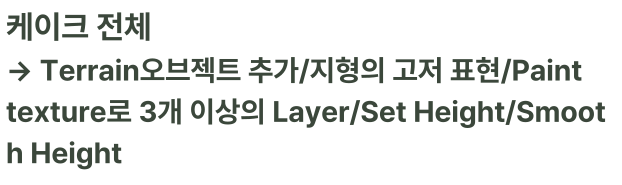 케이크 전체
→ Terrain오브젝트 추가/지형의 고저 표현/Paint
texture로 3개 이상의 Layer/Set Height/Smoot
h Height